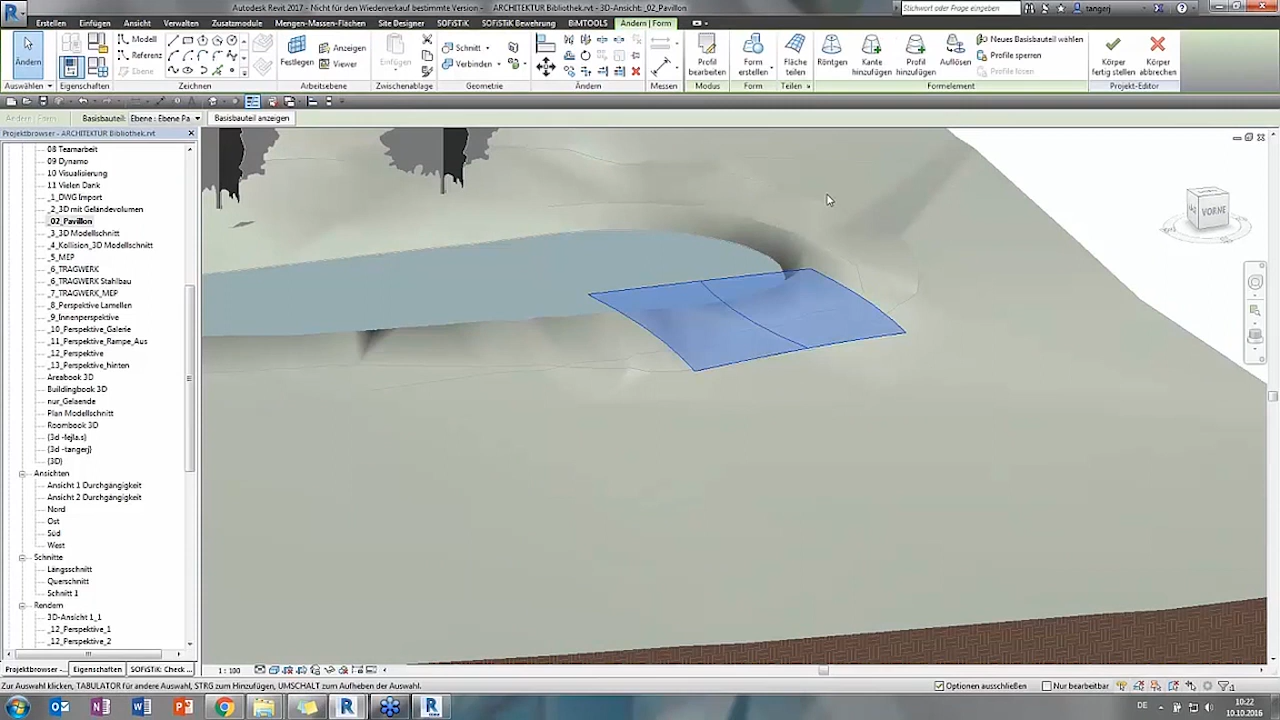 Autodesk Revit 2017 - Nicht für den Wiederverkauf bestimmte Version - ARCHITEKTUR Bibliothek.rvt - 3D-Ansicht: _02_Pavillon
Stichwort oder Frage eingeben
tangerj
Erstellen Einfügen Ansicht Verwalten Zusatzmodule Mengen-Massen-Flächen Site Designer SOFiSTiK SOFiSTiK Bewehrung BiMTOOLS Ändern | Form
Ändern
Modell
Referenz
Ebene
Festlegen
Anzeigen
Viewer
Einfügen
Schnitt
Verbinden
Profil bearbeiten
Form erstellen
Fläche teilen
Röntgen
Kante hinzufügen
Profil hinzufügen
Auflösen
Neues Basisbauteil wählen
Profile sperren
Profile lösen
Körper fertig stellen
Körper abbrechen
Auswählen Eigenschaften Zeichnen Arbeitsebene Zwischenablage Geometrie Ändern Messen Modus Form Teilen Formelement Projekt-Editor
Ändern | Form Basisbauteil: Ebene : Ebene Pa Basisbauteil anzeigen
Projektbrowser - ARCHITEKTUR Bibliothek.rvt
08 Teamarbeit
09 Dynamo
10 Visualisierung
11 Vielen Dank
_1_DWG Import
_2_3D mit Geländevolumen
_02_Pavillon
_3_3D Modellschnitt
_4_Kollision_3D Modellschnitt
_5_MEP
_6_TRAGWERK
_6_TRAGWERK Stahlbau
_7_TRAGWERK_MEP
_8_Perspektive Lamellen
_9_Innenperspektive
_10_Perspektive_Galerie
_11_Perspektive_Rampe_Aus
_12_Perspektive
_13_Perspektive_hinten
Areabook 3D
Buildingbook 3D
nur_Gelaende
Plan Modellschnitt
Roombook 3D
{3d -lejla.s}
{3d -tangerj}
{3D}
Ansichten
Ansicht 1 Durchgängigkeit
Ansicht 2 Durchgängigkeit
Nord
Ost
Süd
West
Schnitte
Längsschnitt
Querschnitt
Schnitt 1
Rendern
3D-Ansicht 1_1
_12_Perspektive_1
_12_Perspektive_2
VORNE
Projektbrowser -... Eigenschaften SOFiSTiK: Check ...
1 : 100
Zur Auswahl klicken, TABULATOR für andere Auswahl, STRG zum Hinzufügen, UMSCHALT zum Aufheben der Auswahl.
Optionen ausschließen
Nur bearbeitbar
DE
10:22
10.10.2016